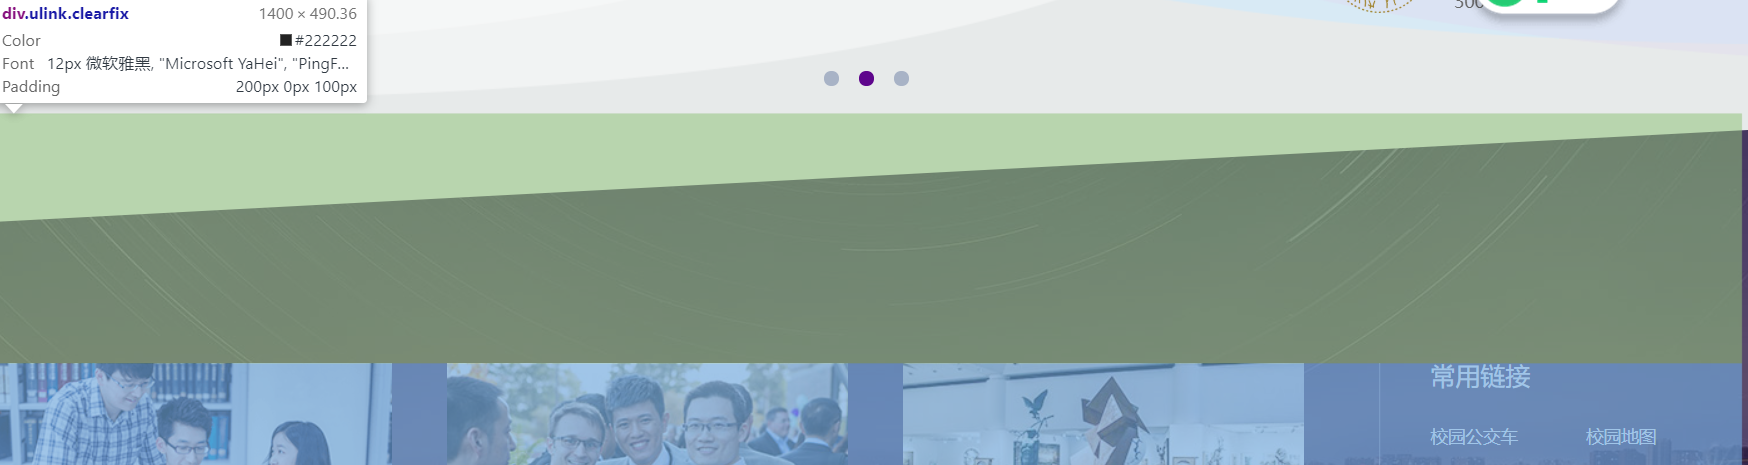 div.ulink.clearfix 1400 × 490.36
Color #222222
Font 12px 微软雅黑, "Microsoft YaHei", "PingF...
Padding 200px 0px 100px
常用链接
校园公交车 校园地图